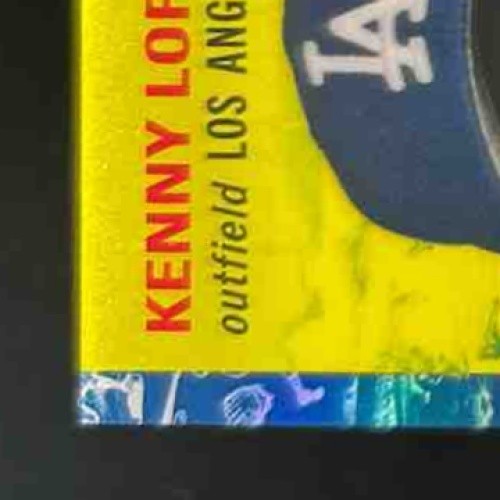 KENNY LOF
outfield LOS ANG
LA